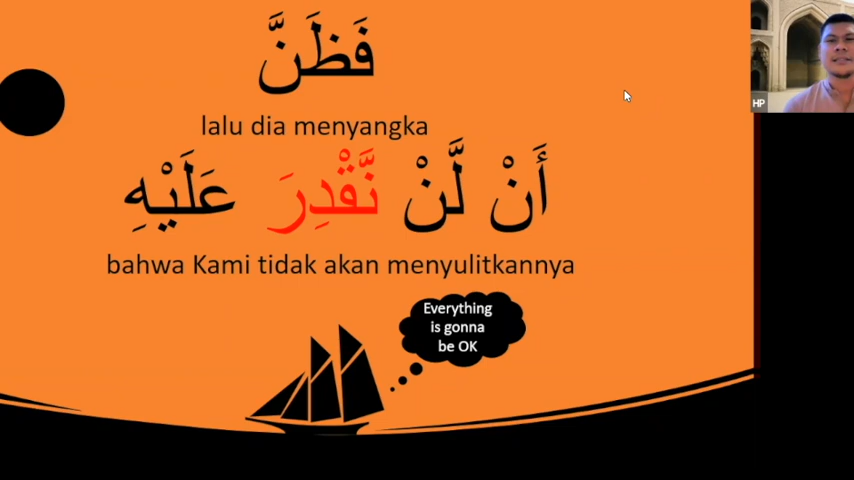 فَظَنَّ
lalu dia menyangka
أَنْ لَّنْ نَّقْدِرَ عَلَيْهِ
bahwa Kami tidak akan menyulitkannya
Everything
is gonna
be OK
HP